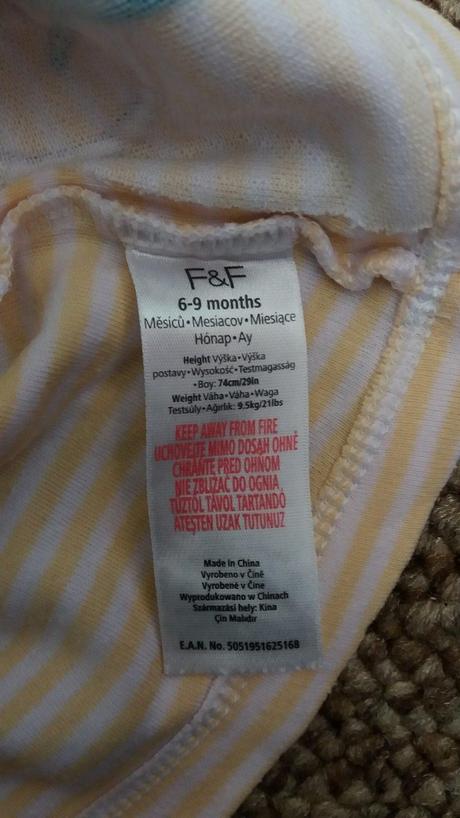 F&F
6-9 months
Měsiců•Mesiacov•Miesiące
Hónap•Ay
Height Výška•Výška
postavy•Wysokość•Testmagasság
•Boy: 74cm/29in
Weight Váha•Váha•Waga
Testsúly•Ağırlık: 9.5kg/21lbs
KEEP AWAY FROM FIRE
UCHOVEJTE MIMO DOSAH OHNĚ
CHRÁŇTE PRED OHŇOM
NIE ZBLIŻAĆ DO OGNIA
TŰZTŐL TÁVOL TARTANDÓ
ATEŞTEN UZAK TUTUNUZ
Made in China
Vyrobeno v Číně
Vyrobené v Číne
Wyprodukowano w Chinach
Származási hely: Kína
Çin Malıdır
E.A.N. No. 5051951625168